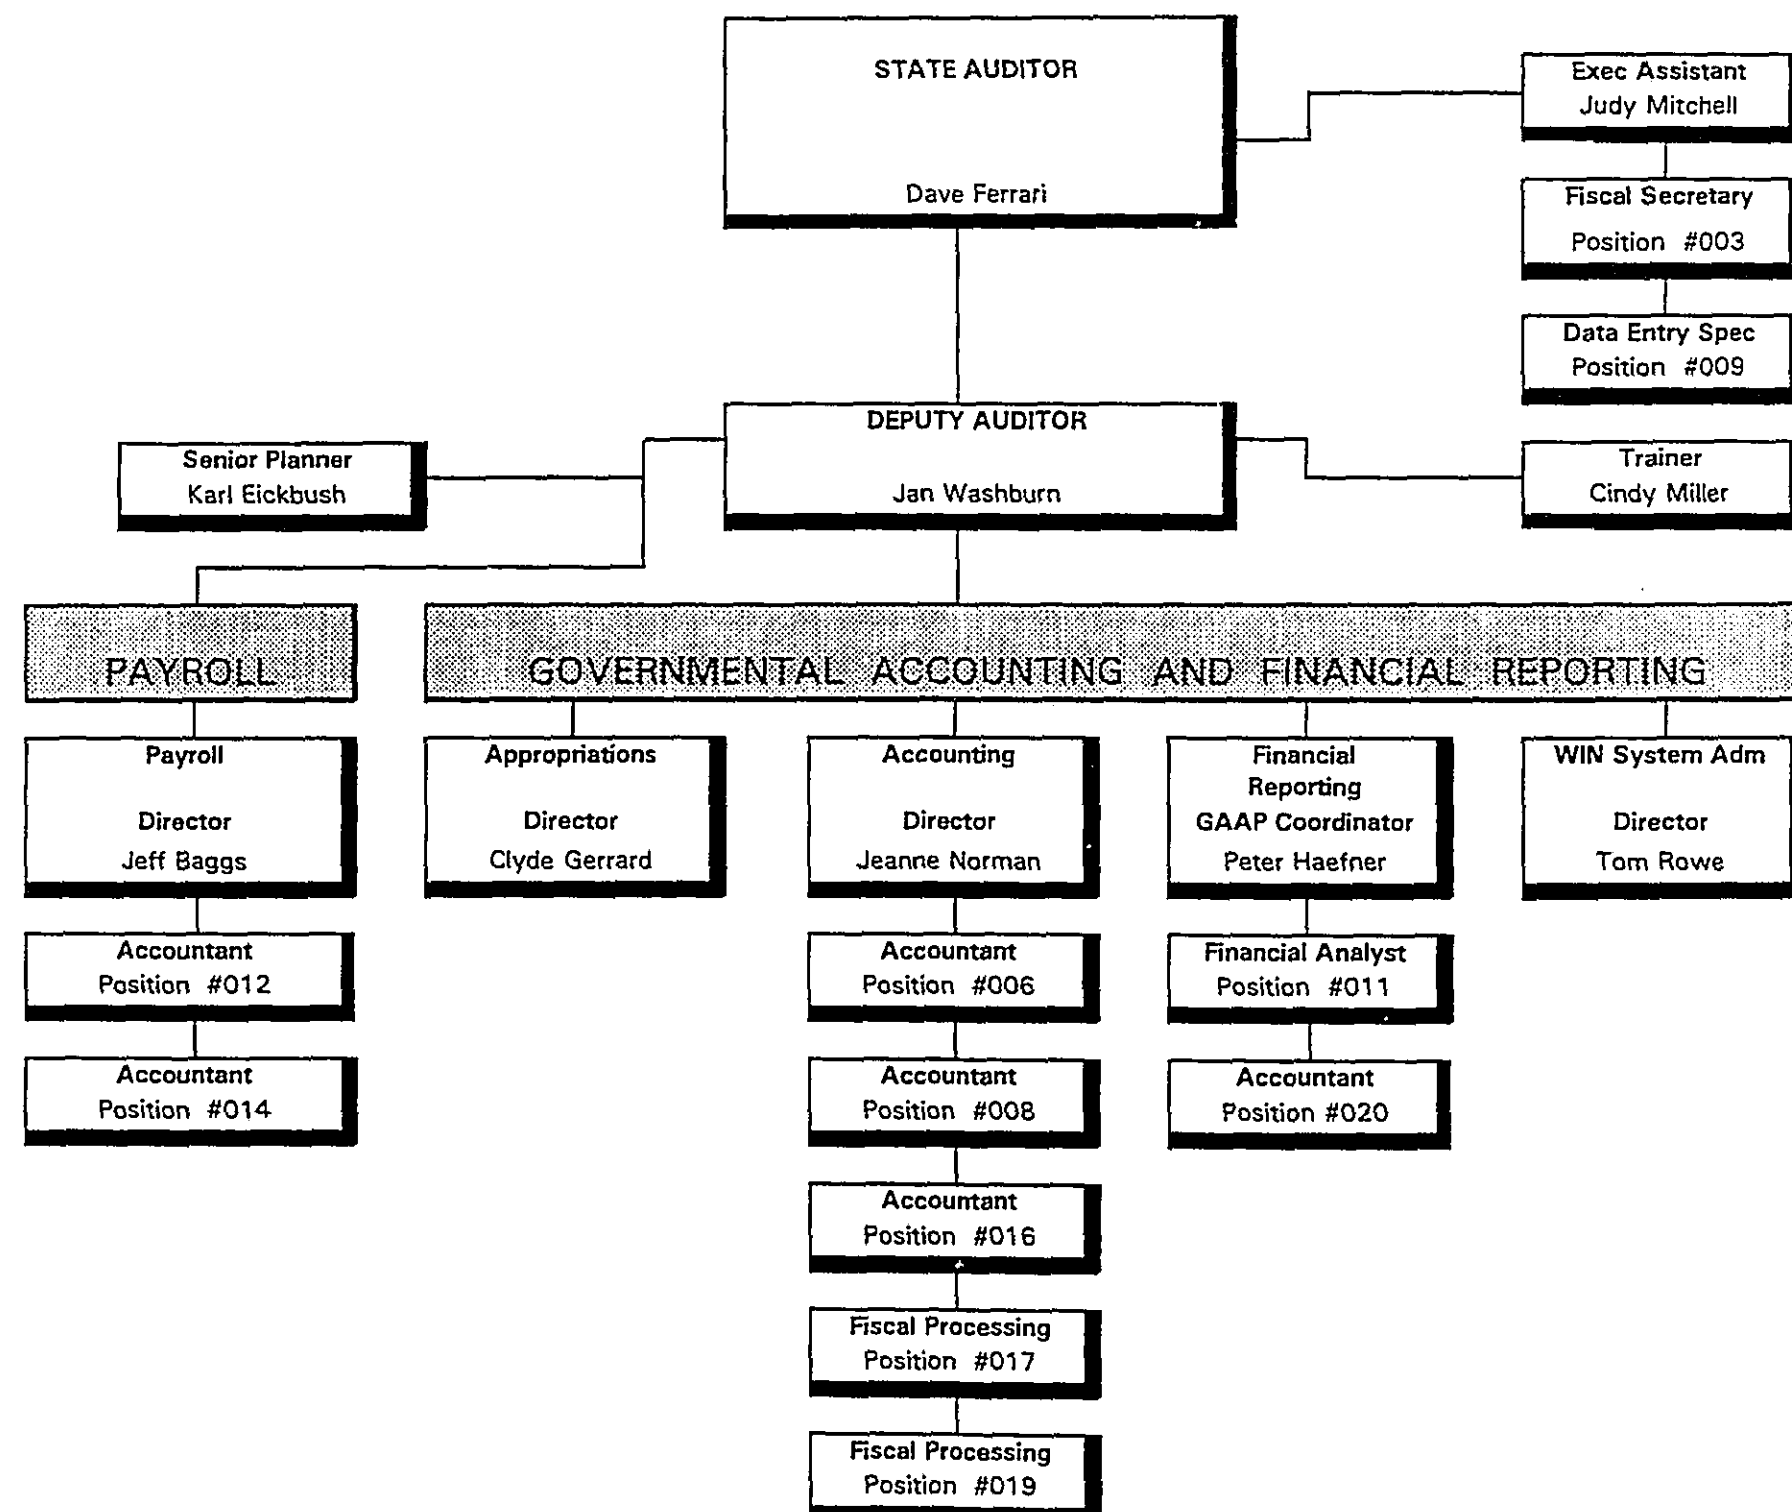 STATE AUDITOR
Dave Ferrari
Exec Assistant
Judy Mitchell
Fiscal Secretary
Position #003
Data Entry Spec
Position #009
DEPUTY AUDITOR
Jan Washburn
Senior Planner
Karl Eickbush
Trainer
Cindy Miller
PAYROLL
GOVERNMENTAL ACCOUNTING AND FINANCIAL REPORTING
Payroll
Director
Jeff Baggs
Accountant
Position #012
Accountant
Position #014
Appropriations
Director
Clyde Gerrard
Accounting
Director
Jeanne Norman
Accountant
Position #006
Accountant
Position #008
Accountant
Position #016
Fiscal Processing
Position #017
Fiscal Processing
Position #019
Financial
Reporting
GAAP Coordinator
Peter Haefner
Financial Analyst
Position #011
Accountant
Position #020
WIN System Adm
Director
Tom Rowe